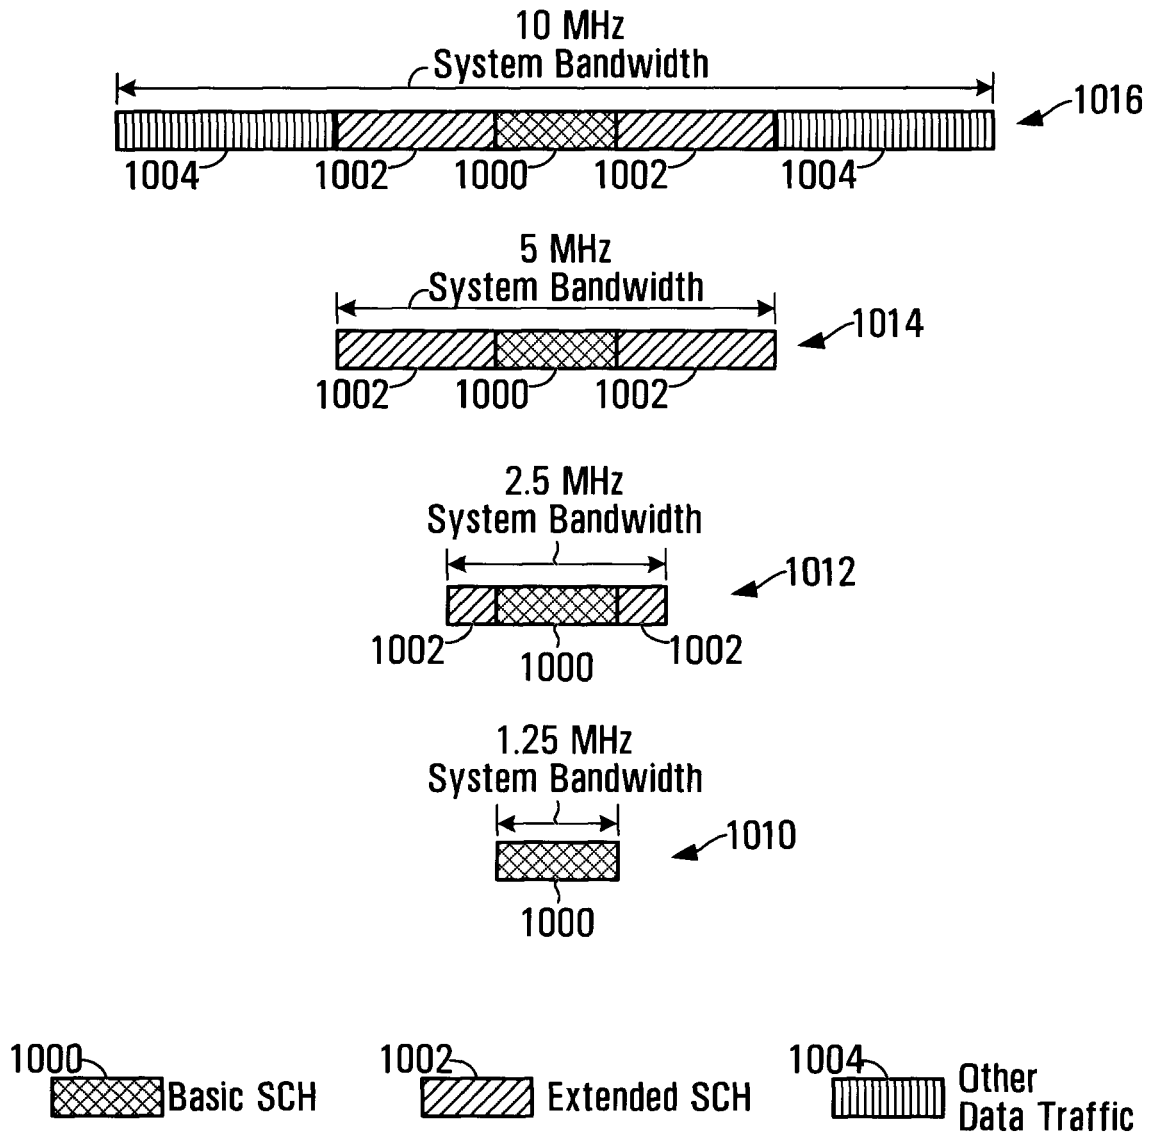 10 MHz
System Bandwidth
1016
1004 1002 1000 1002 1004
5 MHz
System Bandwidth
1014
1002 1000 1002
2.5 MHz
System Bandwidth
1012
1002 1000 1002
1.25 MHz
System Bandwidth
1010
1000
1000 Basic SCH
1002 Extended SCH
1004 Other
Data Traffic